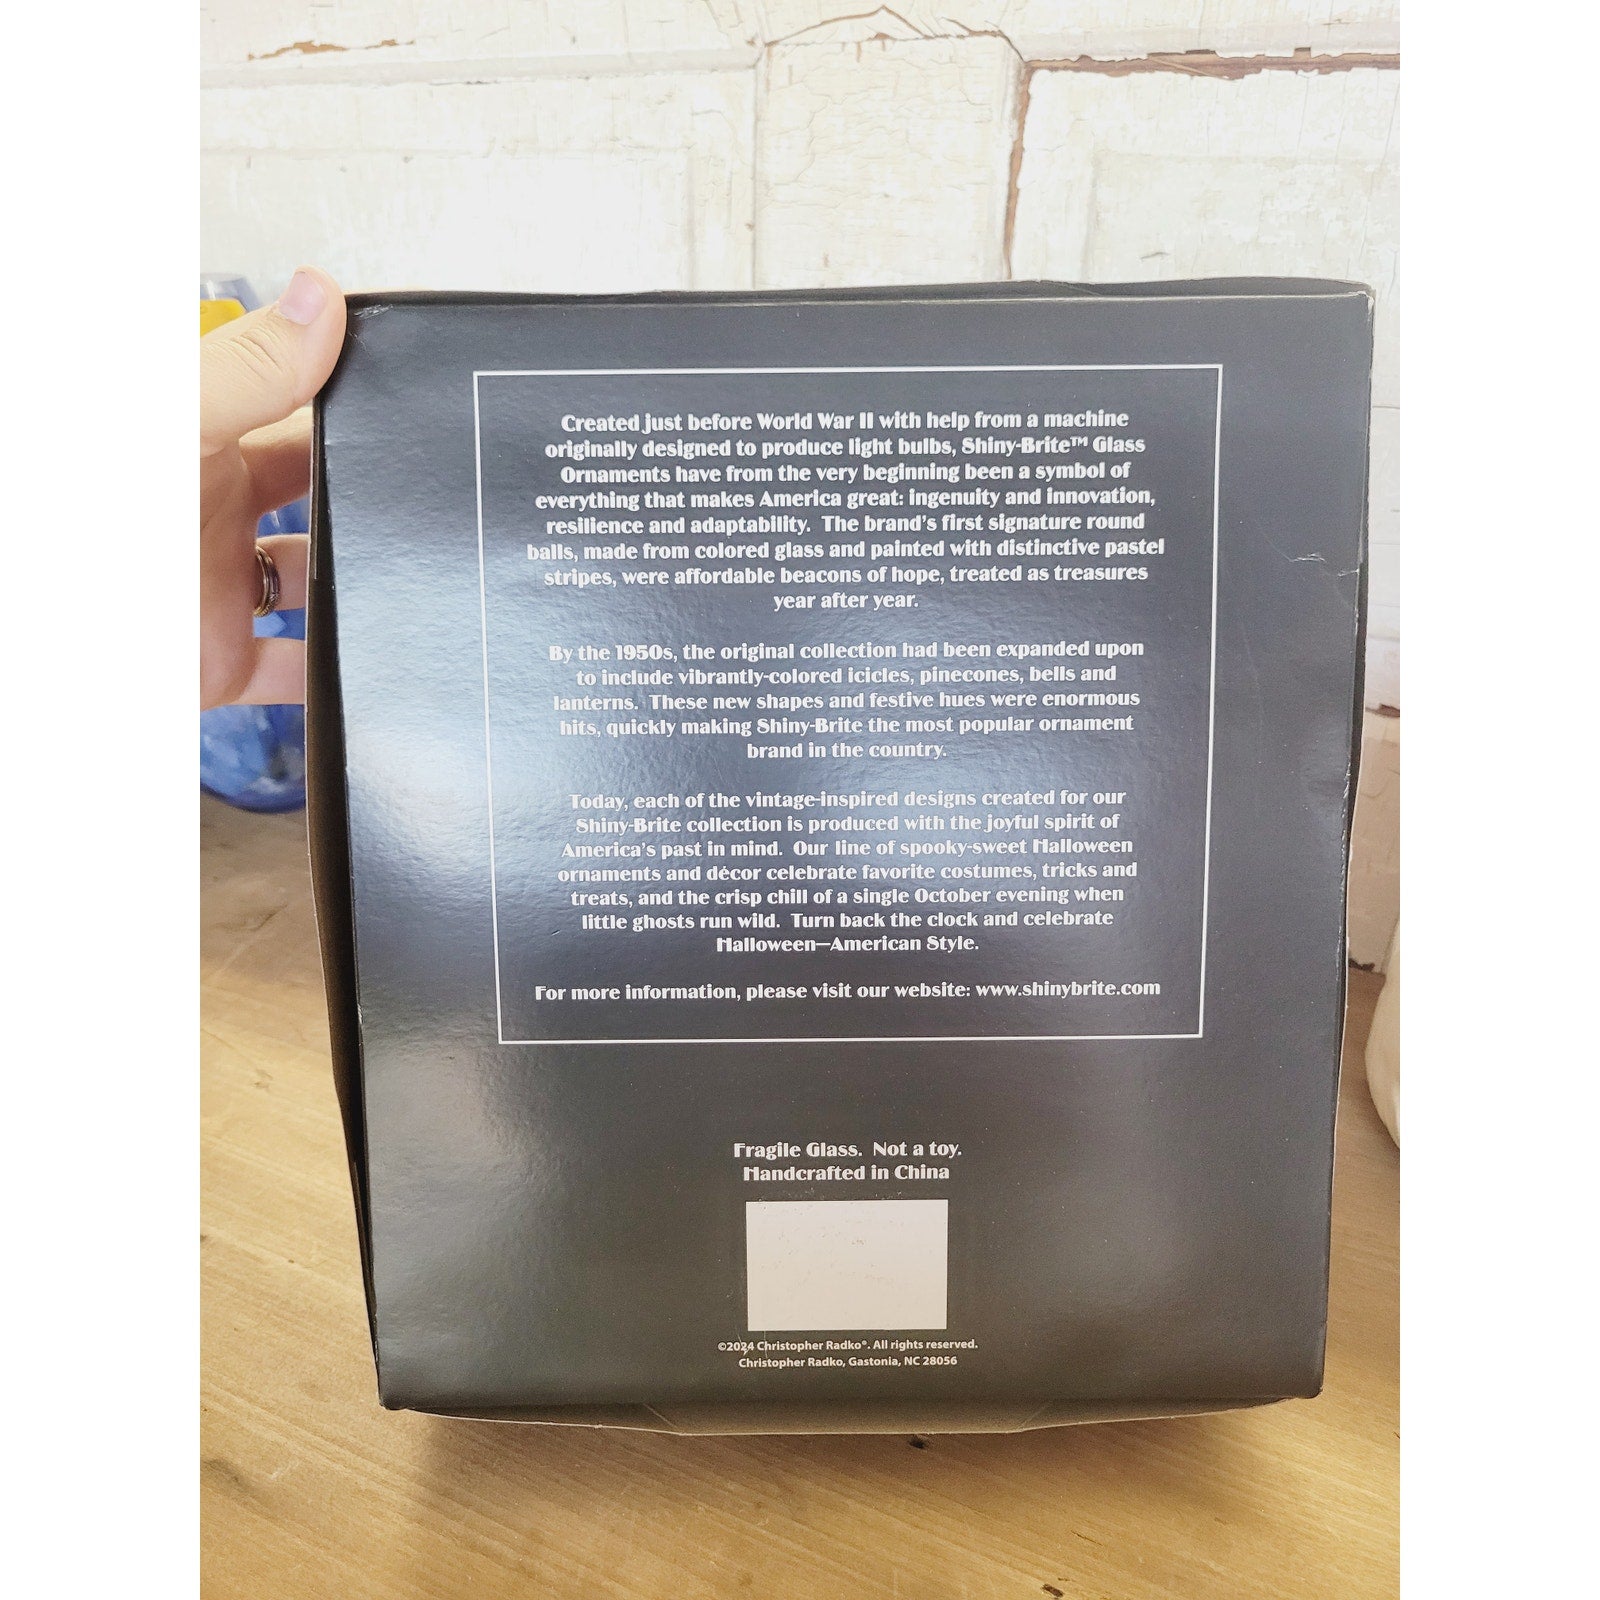 Created just before World War II with help from a machine
originally designed to produce light bulbs, Shiny-Brite™ Glass
Ornaments have from the very beginning been a symbol of
everything that makes America great: ingenuity and innovation,
resilience and adaptability.  The brand's first signature round
balls, made from colored glass and painted with distinctive pastel
stripes, were affordable beacons of hope, treated as treasures
year after year.
By the 1950s, the original collection had been expanded upon
to include vibrantly-colored icicles, pinecones, bells and
lanterns.  These new shapes and festive hues were enormous
hits, quickly making Shiny-Brite the most popular ornament
brand in the country.
Today, each of the vintage-inspired designs created for our
Shiny-Brite collection is produced with the joyful spirit of
America's past in mind.  Our line of spooky-sweet Halloween
ornaments and décor celebrate favorite costumes, tricks and
treats, and the crisp chill of a single October evening when
little ghosts run wild.  Turn back the clock and celebrate
Halloween—American Style.
For more information, please visit our website: www.shinybrite.com
Fragile Glass.  Not a toy.
Handcrafted in China
©2024 Christopher Radko®. All rights reserved.
Christopher Radko, Gastonia, NC 28056